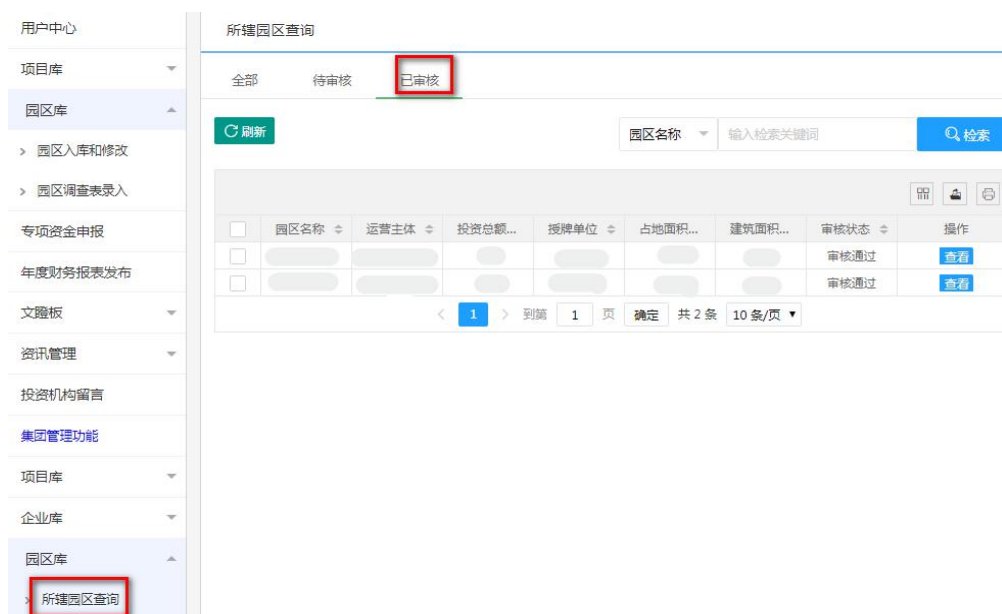 用户中心
项目库
园区库
园区入库和修改
园区调查表录入
专项资金申报
年度财务报表发布
文瞪板
资讯管理
投资机构留言
集团管理功能
项目库
企业库
园区库
所辖园区查询
所辖园区查询
全部 待审核 已审核
刷新 园区名称 输入检索关键词 检索
园区名称 运营主体 投资总额... 授牌单位 占地面积... 建筑面积... 审核状态 操作
审核通过 查看
审核通过 查看
1 到第 1 页 确定 共 2 条 10 条/页